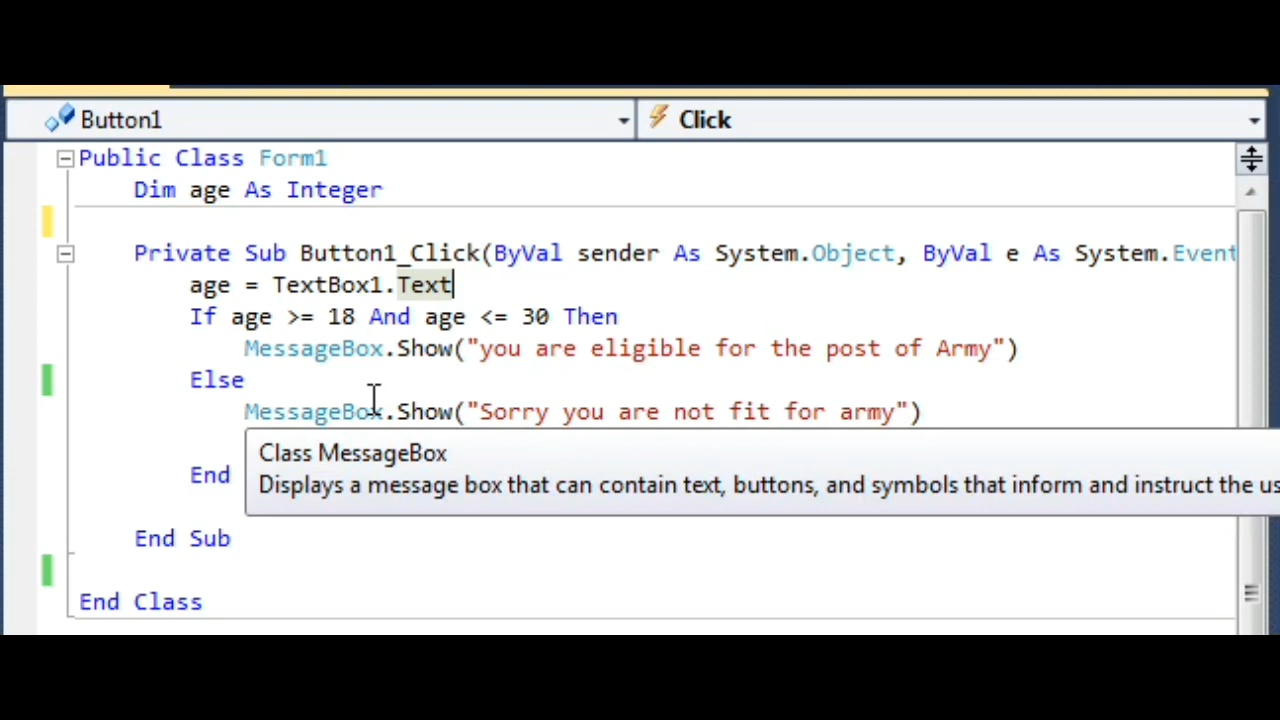 Button1
Click
Public Class Form1
Dim age As Integer
Private Sub Button1_Click(ByVal sender As System.Object, ByVal e As System.Event
age = TextBox1.Text
If age >= 18 And age <= 30 Then
MessageBox.Show("you are eligible for the post of Army")
Else
MessageBox.Show("Sorry you are not fit for army")
Class MessageBox
Displays a message box that can contain text, buttons, and symbols that inform and instruct the us
End
End Sub
End Class